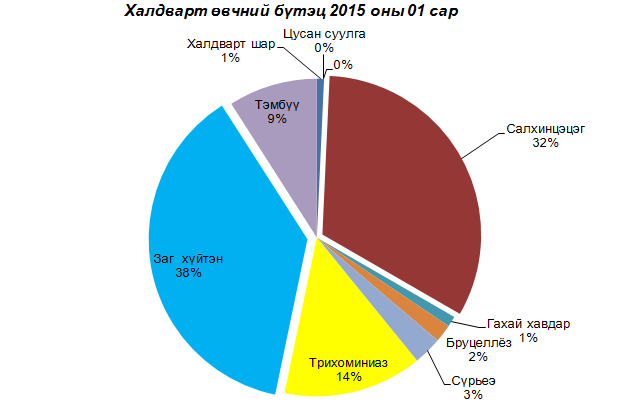 Халдварт өвчний бүтэц 2015 оны 01 сар
Цусан суулга
0%
Халдварт шар
1%
0%
Тэмбүү
9%
Салхинцэцэг
32%
Заг хүйтэн
38%
Гахай хавдар
1%
Бруцеллёз
2%
Трихоминиаз
14%
Сүрьеэ
3%